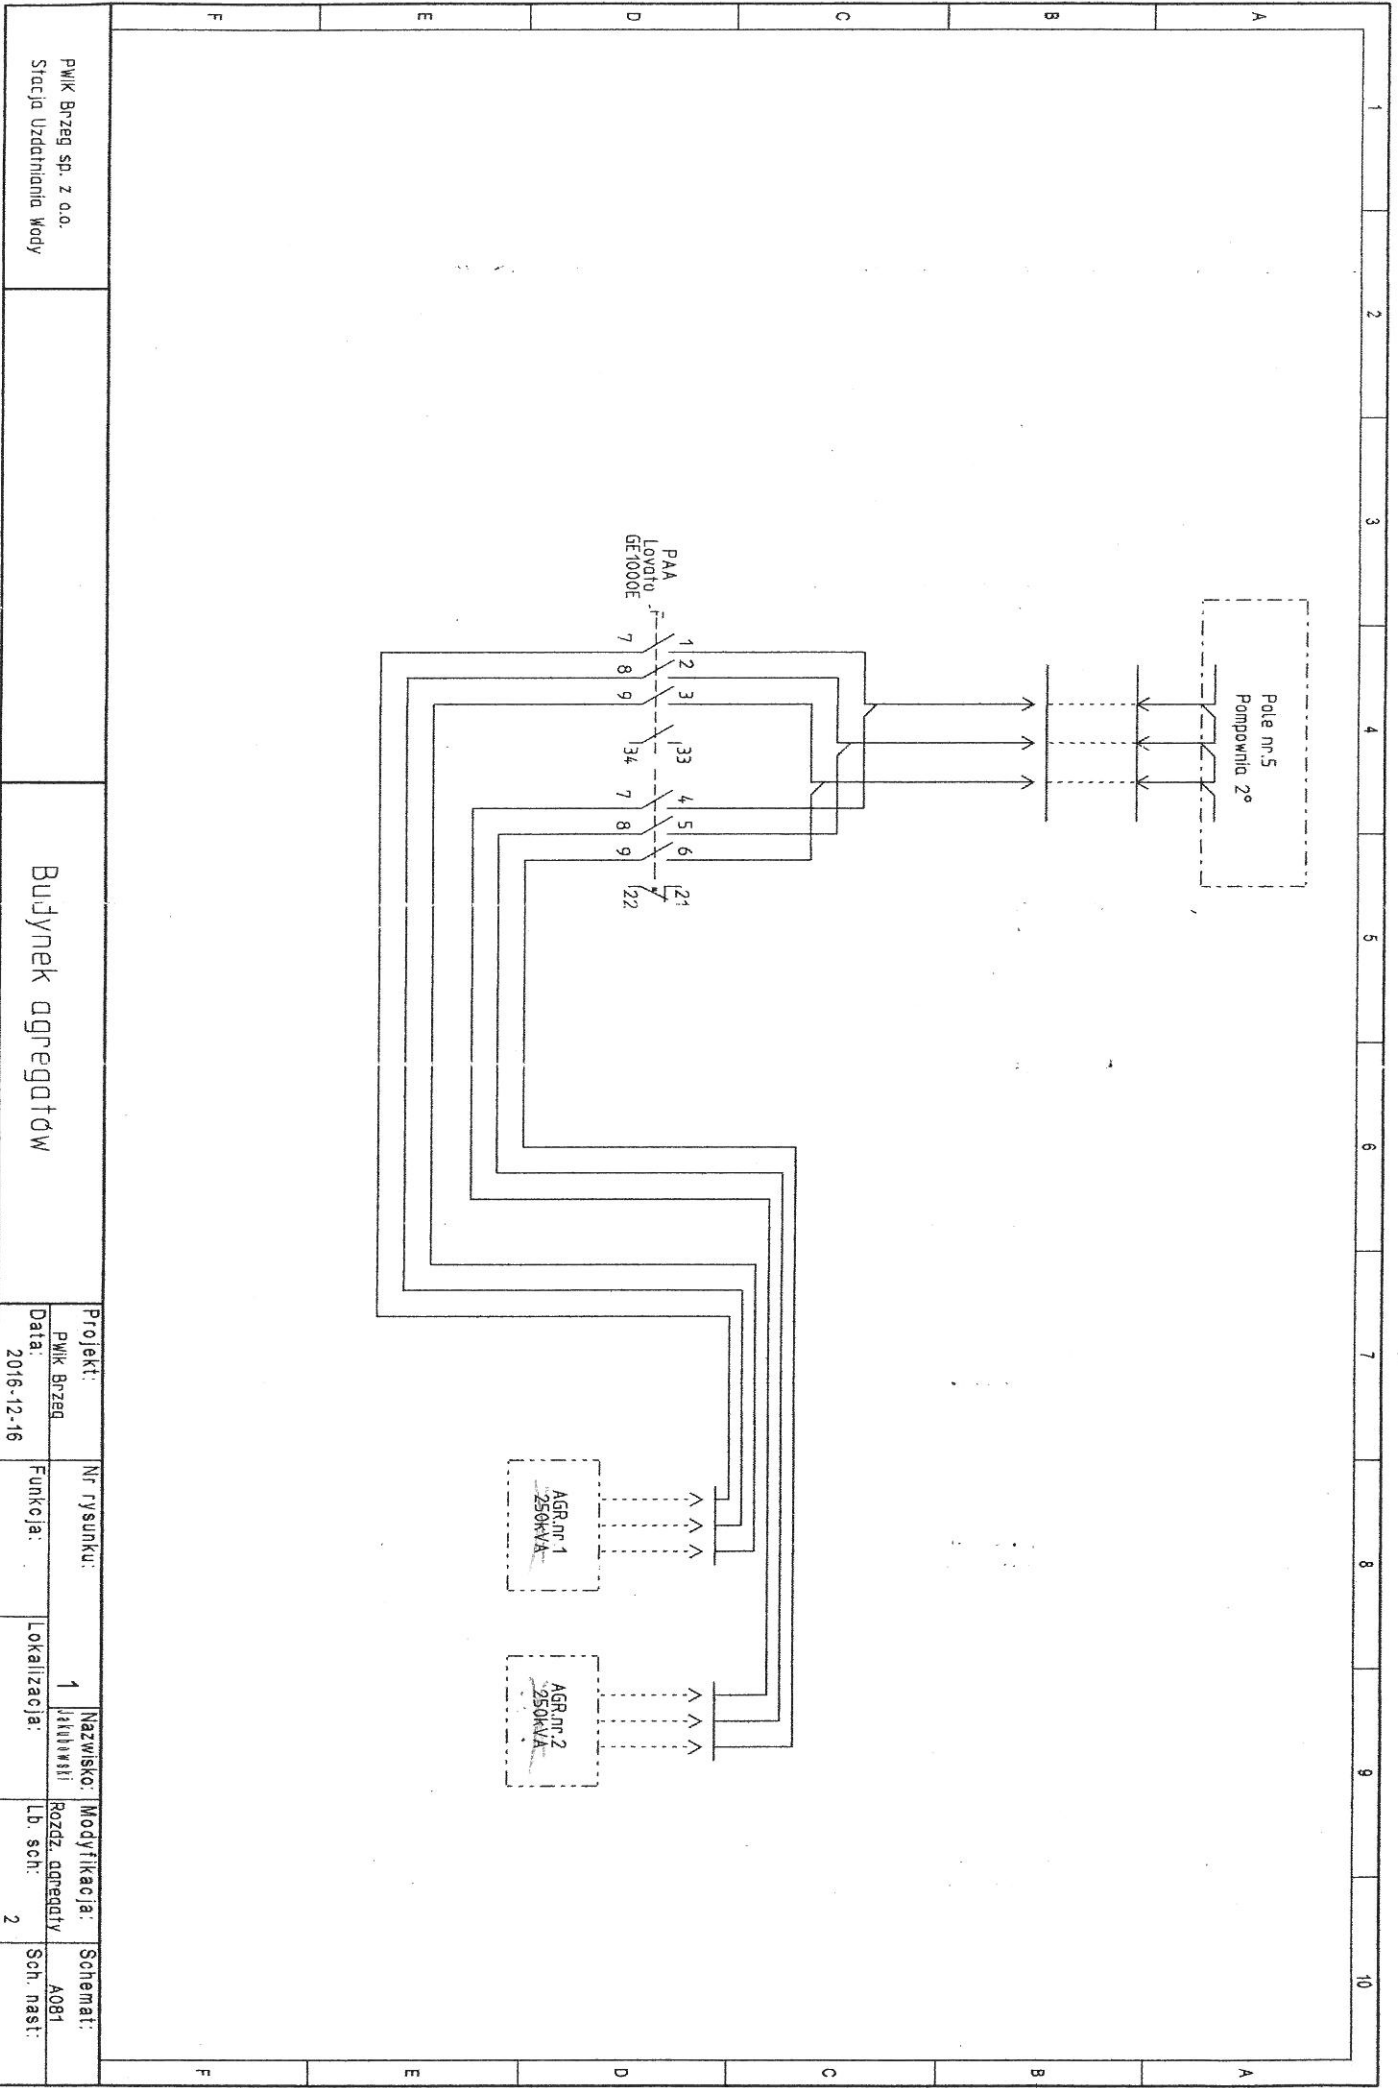 1
2
3
4
5
6
7
8
9
10
A
B
C
D
E
F
A
B
C
D
E
F
Pole nr.5
Pompownia 2°
PAA
Lovato
GE1000E
1
2
3
33
4
5
6
21
7
8
9
34
7
8
9
22
AGR.nr.1
250kVA
AGR.nr.2
250kVA
PWIK Brzeg sp. z o.o.
Stacja Uzdatniania Wody
Budynek agregatów
Projekt:
PWIK Brzeg
Nr rysunku:
1
Nazwisko:
Jakubowski
Modyfikacja:
Rozdz. agregaty
Schemat:
A081
Data:
2016-12-16
Funkcja:
Lokalizacja:
Lb. sch:
2
Sch. nast: